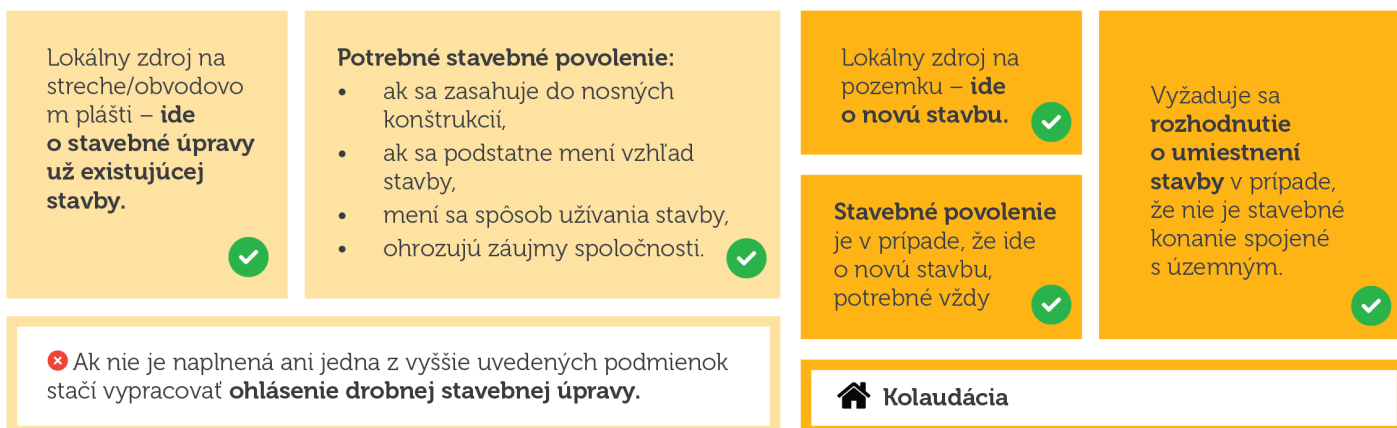 Lokálny zdroj na
streche/obvodovo
m plášti – ide
o stavebné úpravy
už existujúcej
stavby.
Potrebné stavebné povolenie:
• ak sa zasahuje do nosných
konštrukcií,
• ak sa podstatne mení vzhľad
stavby,
• mení sa spôsob užívania stavby,
• ohrozujú záujmy spoločnosti.
Ak nie je naplnená ani jedna z vyššie uvedených podmienok
stačí vypracovať ohlásenie drobnej stavebnej úpravy.
Lokálny zdroj na
pozemku – ide
o novú stavbu.
Stavebné povolenie
je v prípade, že ide
o novú stavbu,
potrebné vždy
Vyžaduje sa
rozhodnutie
o umiestnení
stavby v prípade,
že nie je stavebné
konanie spojené
s územným.
Kolaudácia